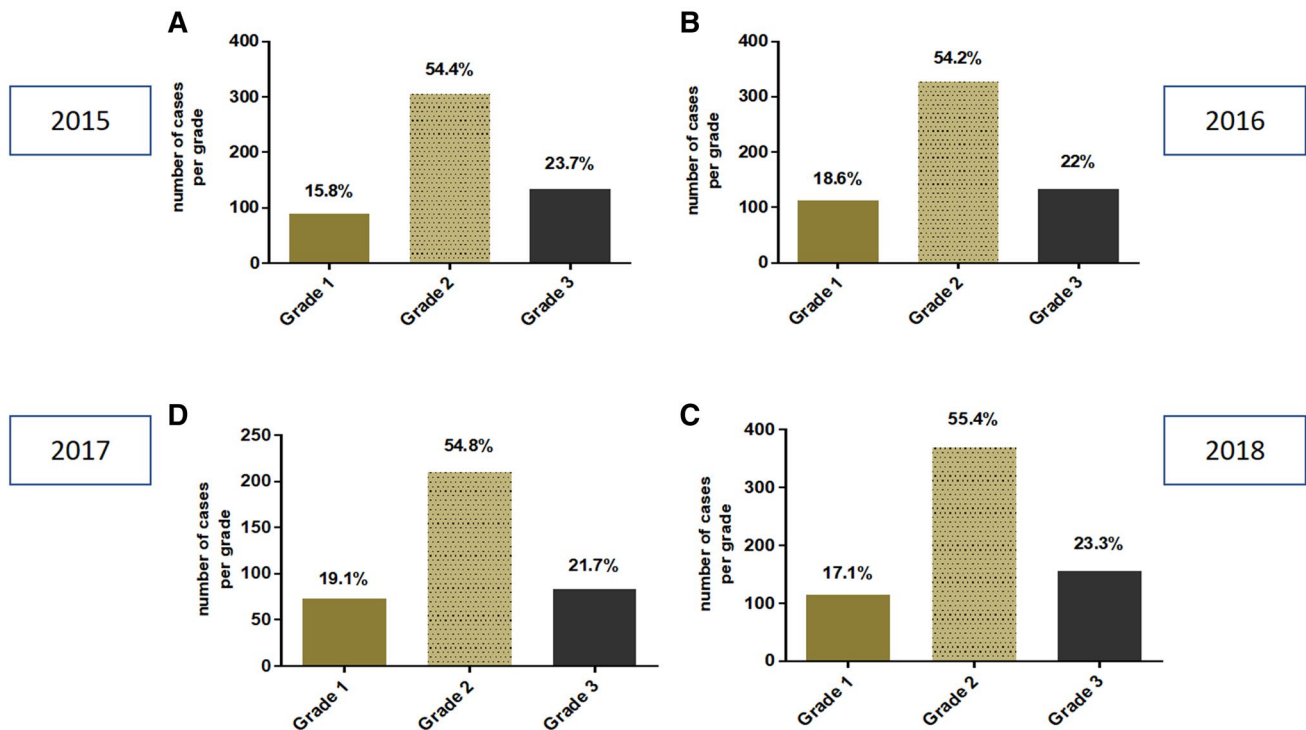 A
2015
number of cases
per grade
400
300
200
100
0
15.8%
54.4%
23.7%
Grade 1
Grade 2
Grade 3
B
2016
number of cases
per grade
400
300
200
100
0
18.6%
54.2%
22%
Grade 1
Grade 2
Grade 3
2017
D
number of cases
per grade
250
200
150
100
50
0
19.1%
54.8%
21.7%
Grade 1
Grade 2
Grade 3
C
2018
number of cases
per grade
400
300
200
100
0
17.1%
55.4%
23.3%
Grade 1
Grade 2
Grade 3